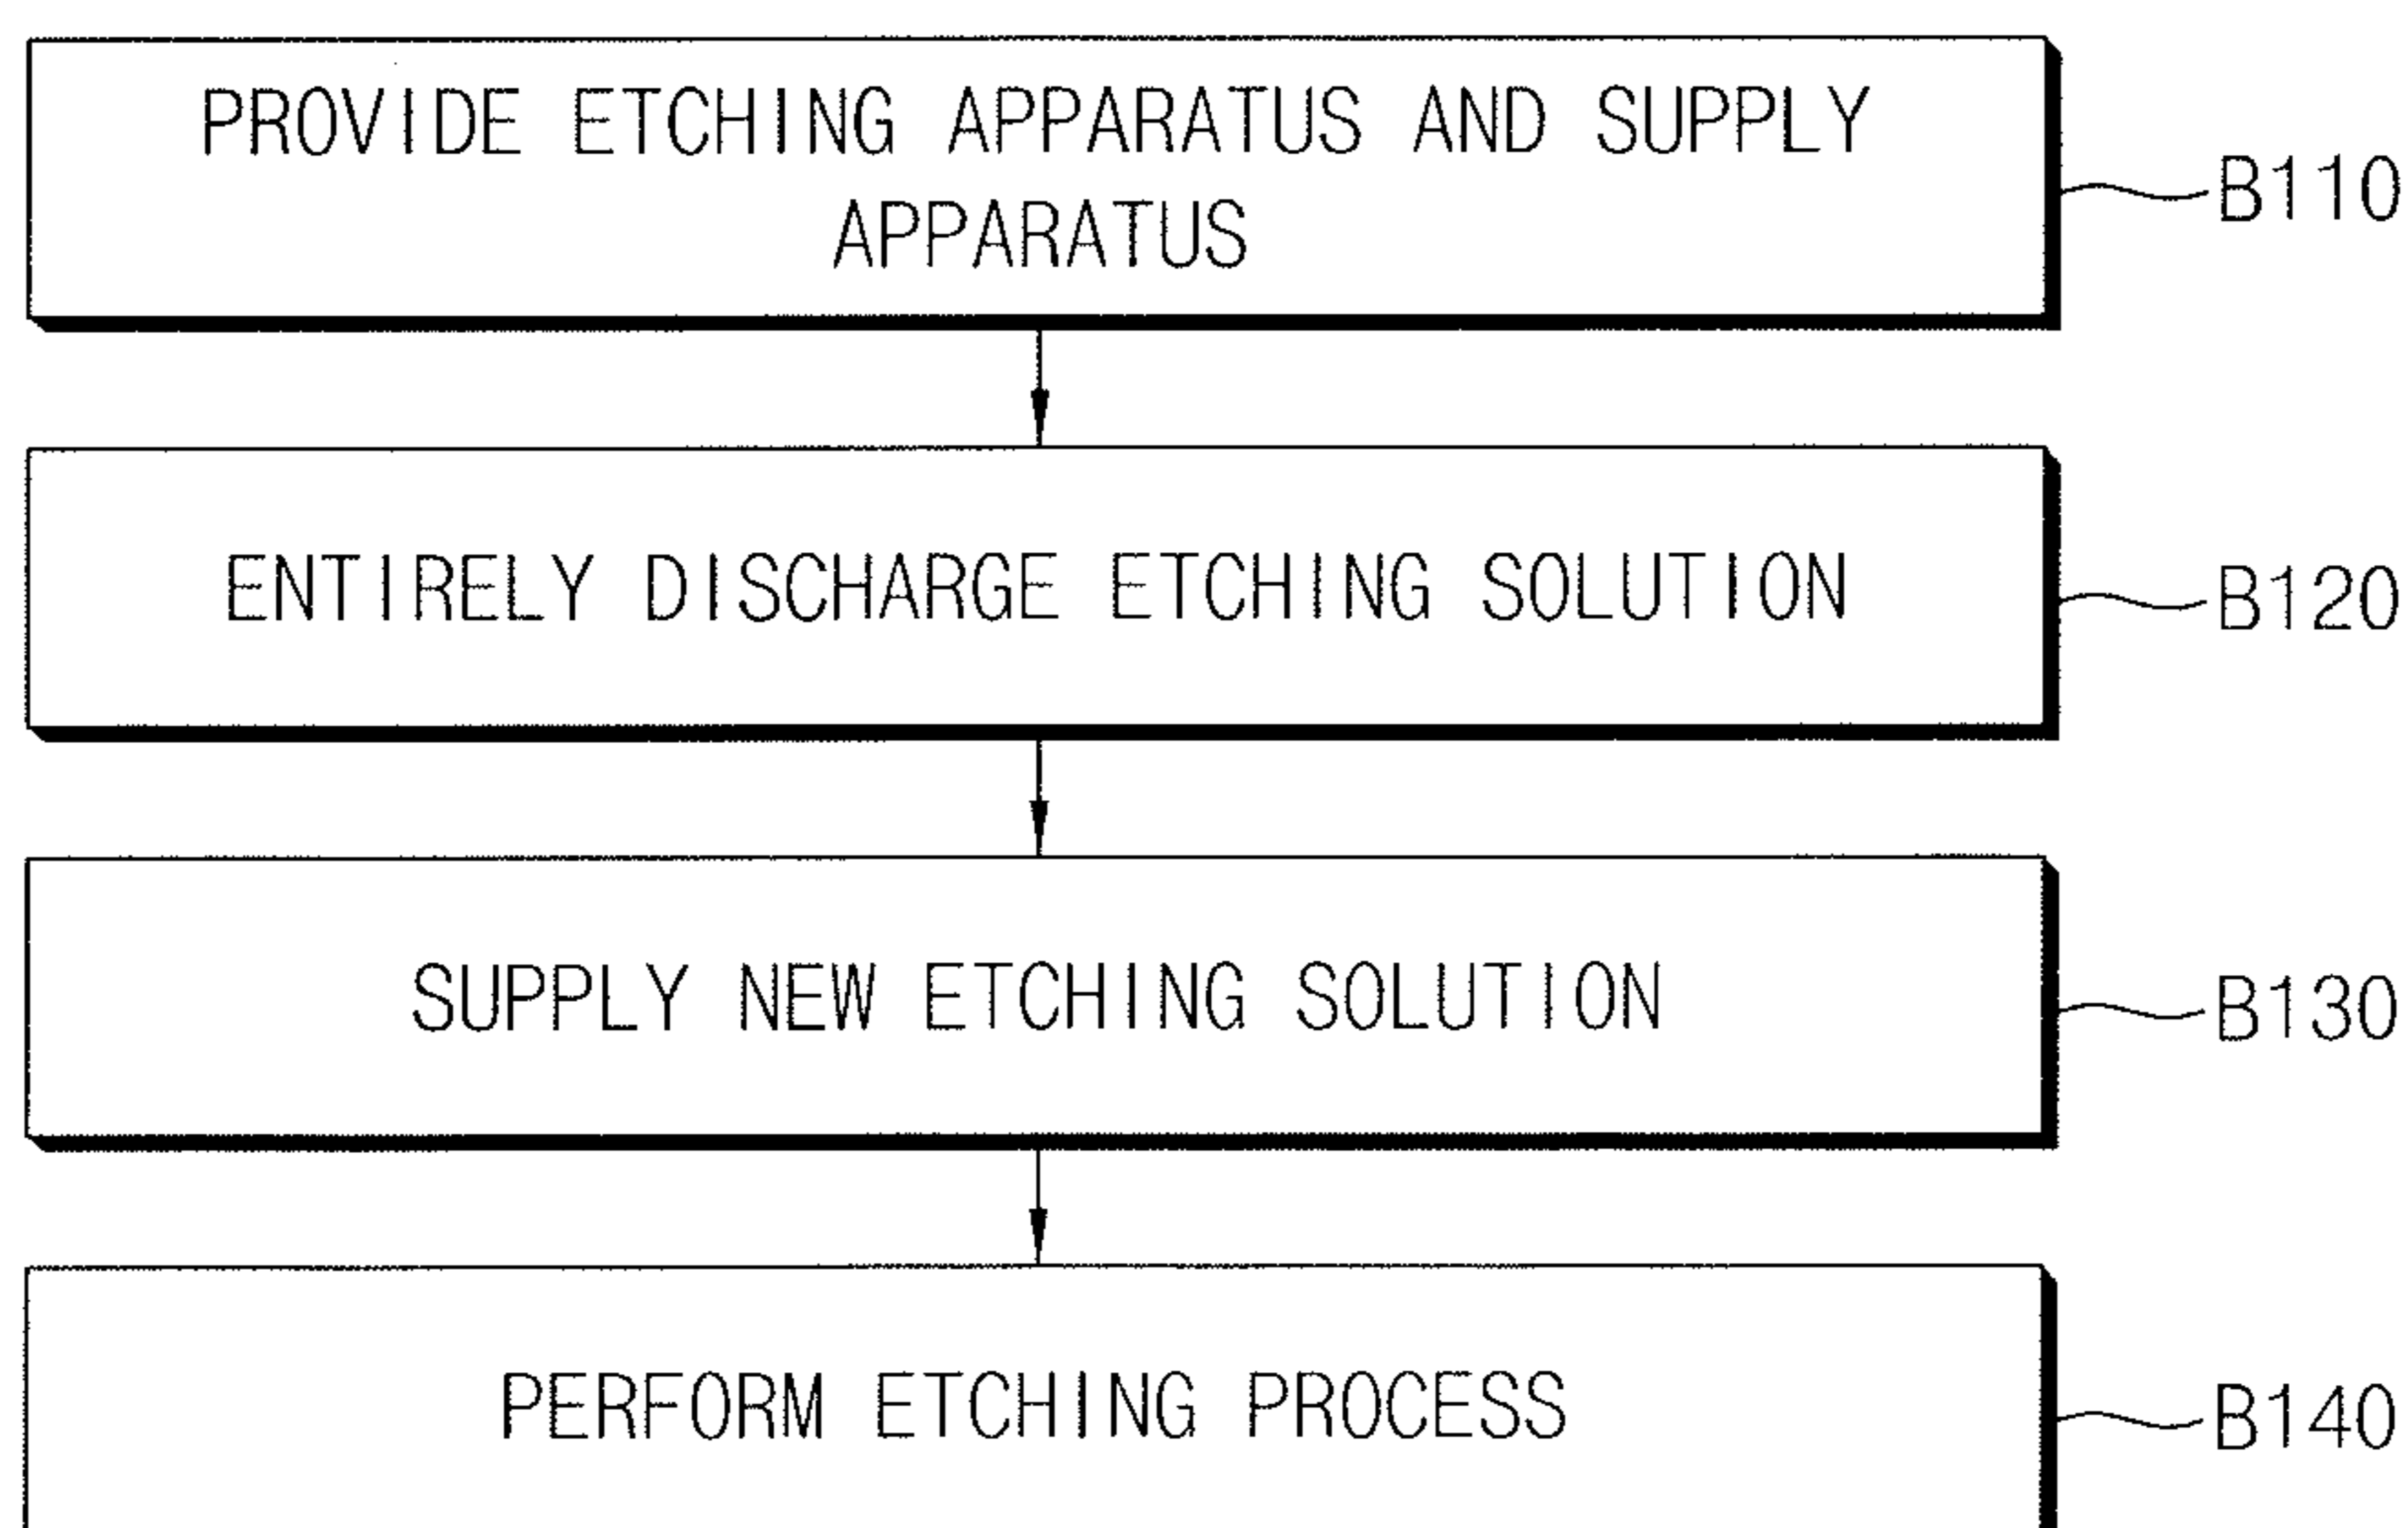 PROVIDE ETCHING APPARATUS AND SUPPLY
APPARATUS
B110
ENTIRELY DISCHARGE ETCHING SOLUTION
B120
SUPPLY NEW ETCHING SOLUTION
B130
PERFORM ETCHING PROCESS
B140